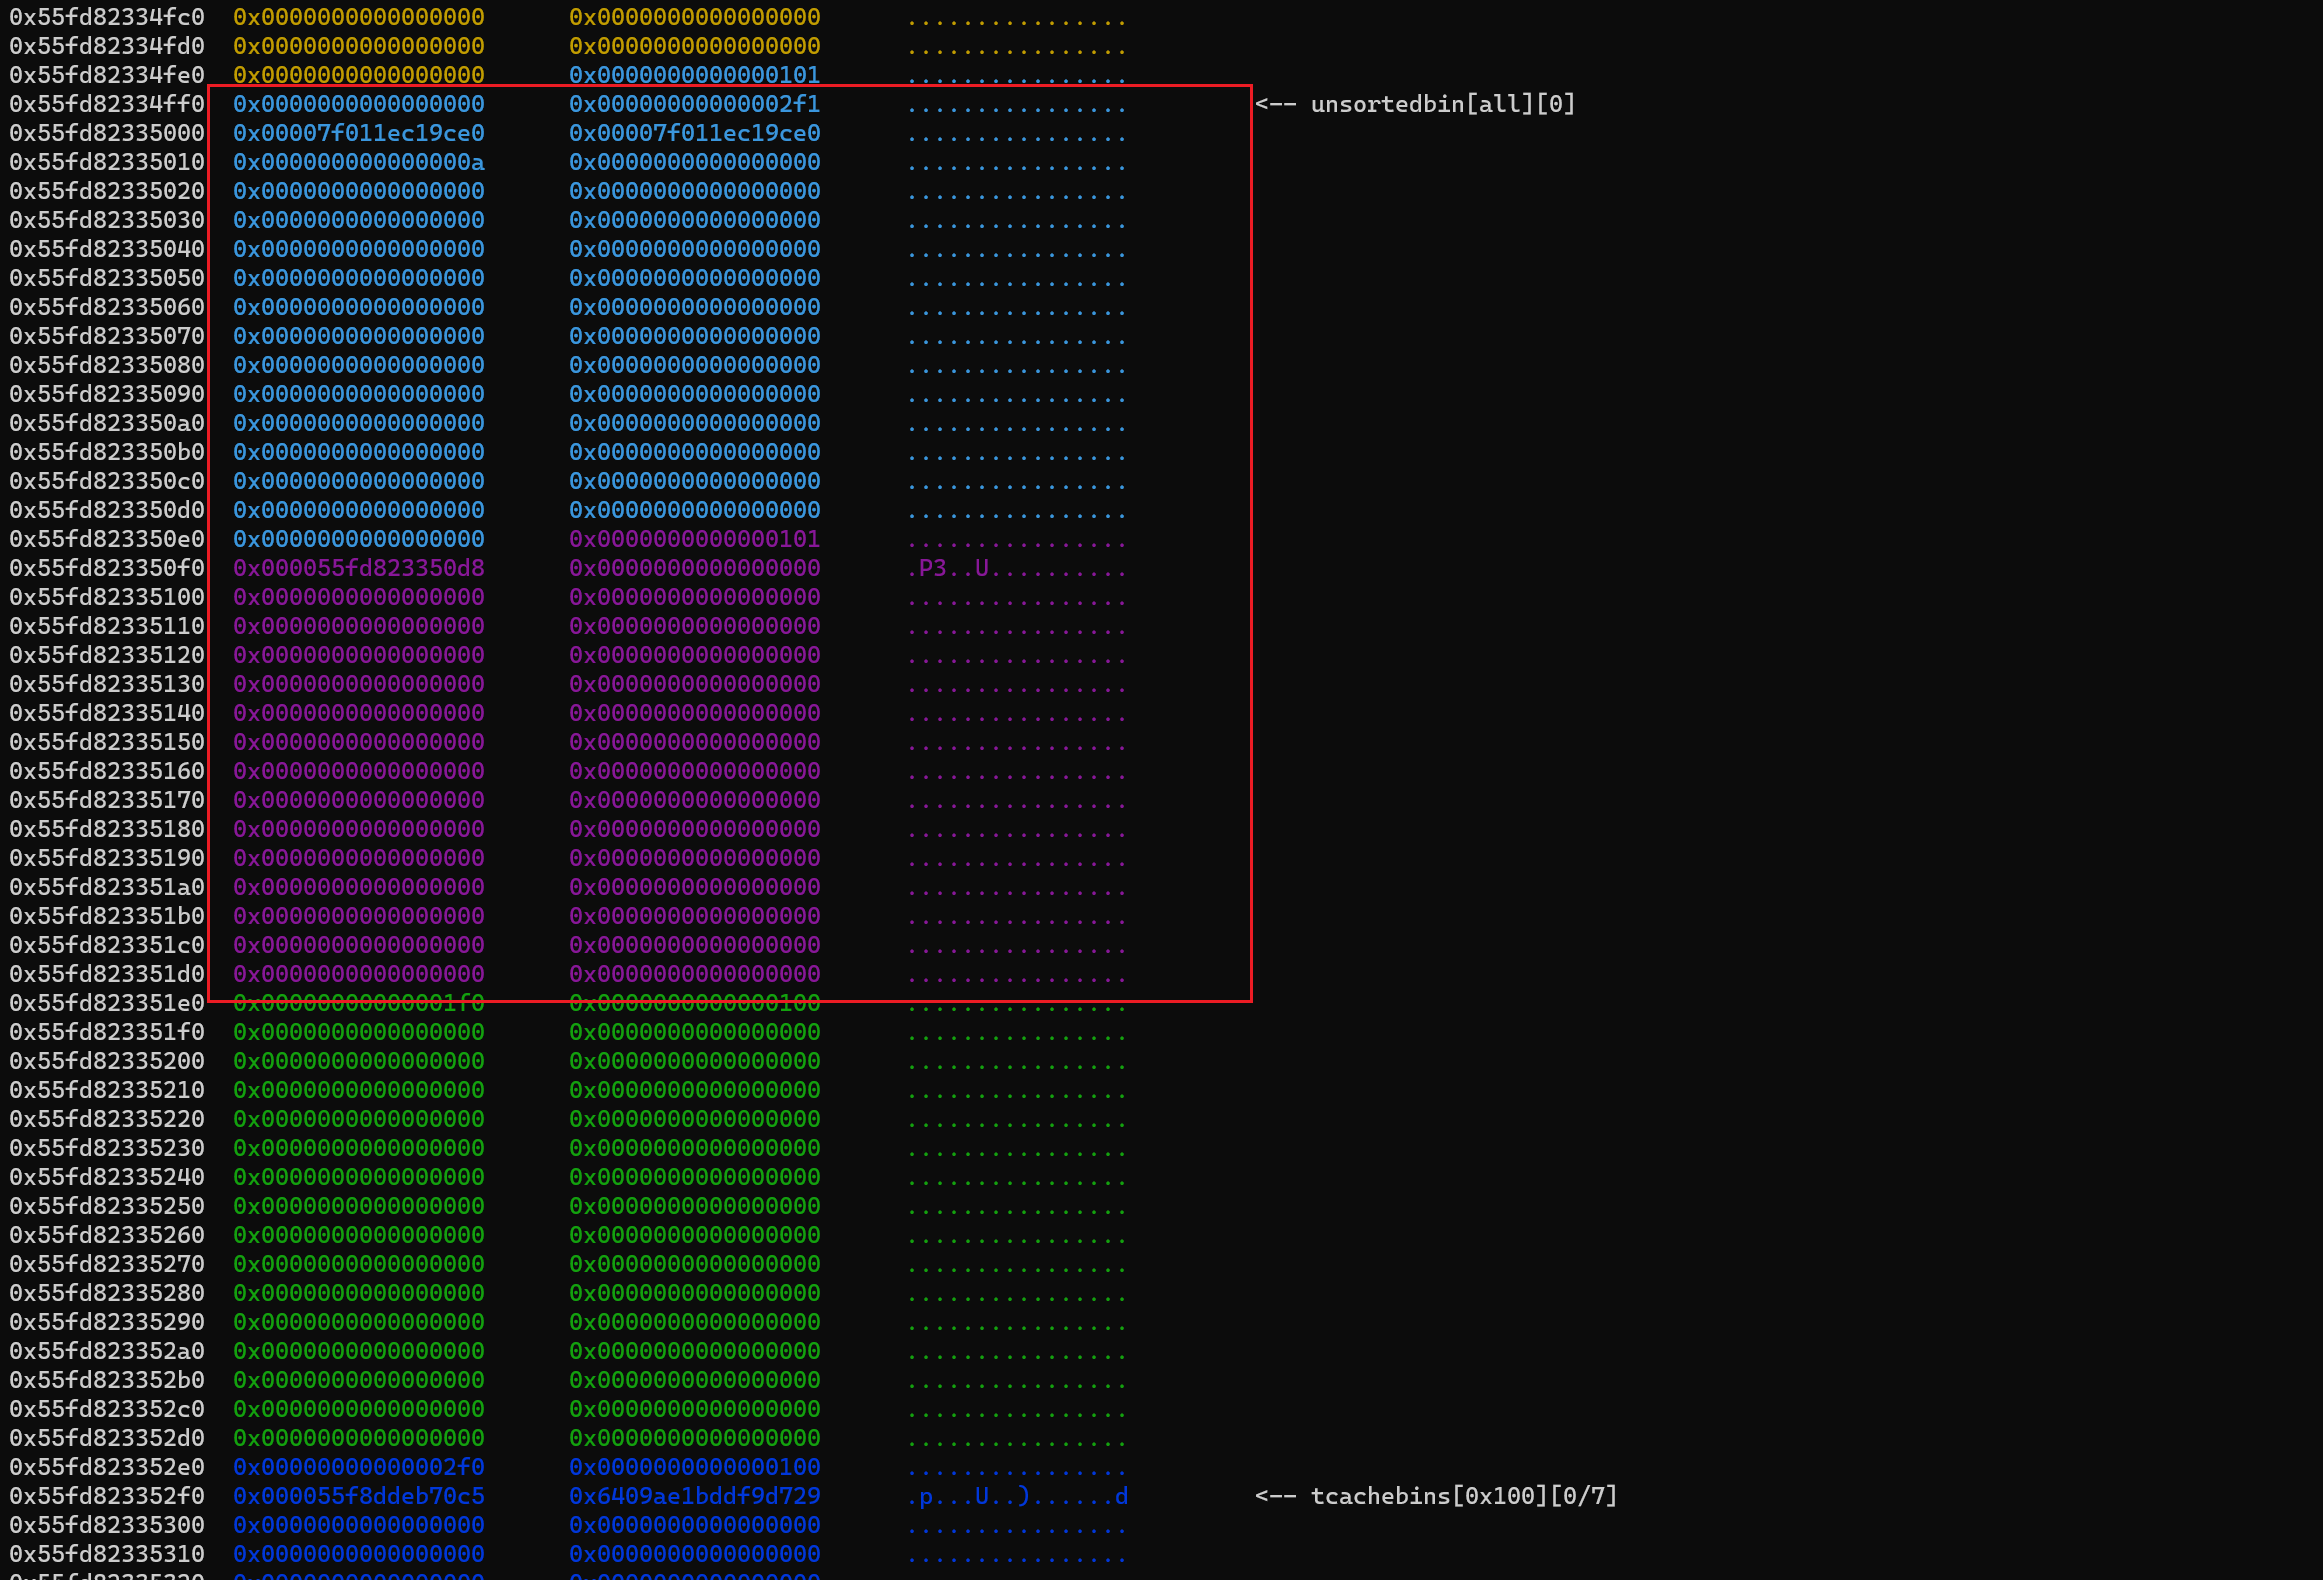 0x55fd82334fc0  0x0000000000000000      0x0000000000000000      ................
0x55fd82334fd0  0x0000000000000000      0x0000000000000000      ................
0x55fd82334fe0  0x0000000000000000      0x0000000000000101      ................
0x55fd82334ff0  0x0000000000000000      0x00000000000002f1      ................         <-- unsortedbin[all][0]
0x55fd82335000  0x00007f011ec19ce0      0x00007f011ec19ce0      ................
0x55fd82335010  0x000000000000000a      0x0000000000000000      ................
0x55fd82335020  0x0000000000000000      0x0000000000000000      ................
0x55fd82335030  0x0000000000000000      0x0000000000000000      ................
0x55fd82335040  0x0000000000000000      0x0000000000000000      ................
0x55fd82335050  0x0000000000000000      0x0000000000000000      ................
0x55fd82335060  0x0000000000000000      0x0000000000000000      ................
0x55fd82335070  0x0000000000000000      0x0000000000000000      ................
0x55fd82335080  0x0000000000000000      0x0000000000000000      ................
0x55fd82335090  0x0000000000000000      0x0000000000000000      ................
0x55fd823350a0  0x0000000000000000      0x0000000000000000      ................
0x55fd823350b0  0x0000000000000000      0x0000000000000000      ................
0x55fd823350c0  0x0000000000000000      0x0000000000000000      ................
0x55fd823350d0  0x0000000000000000      0x0000000000000000      ................
0x55fd823350e0  0x0000000000000000      0x0000000000000101      ................
0x55fd823350f0  0x000055fd823350d8      0x0000000000000000      .P3..U..........
0x55fd82335100  0x0000000000000000      0x0000000000000000      ................
0x55fd82335110  0x0000000000000000      0x0000000000000000      ................
0x55fd82335120  0x0000000000000000      0x0000000000000000      ................
0x55fd82335130  0x0000000000000000      0x0000000000000000      ................
0x55fd82335140  0x0000000000000000      0x0000000000000000      ................
0x55fd82335150  0x0000000000000000      0x0000000000000000      ................
0x55fd82335160  0x0000000000000000      0x0000000000000000      ................
0x55fd82335170  0x0000000000000000      0x0000000000000000      ................
0x55fd82335180  0x0000000000000000      0x0000000000000000      ................
0x55fd82335190  0x0000000000000000      0x0000000000000000      ................
0x55fd823351a0  0x0000000000000000      0x0000000000000000      ................
0x55fd823351b0  0x0000000000000000      0x0000000000000000      ................
0x55fd823351c0  0x0000000000000000      0x0000000000000000      ................
0x55fd823351d0  0x0000000000000000      0x0000000000000000      ................
0x55fd823351e0  0x00000000000001f0      0x0000000000000100      ................
0x55fd823351f0  0x0000000000000000      0x0000000000000000      ................
0x55fd82335200  0x0000000000000000      0x0000000000000000      ................
0x55fd82335210  0x0000000000000000      0x0000000000000000      ................
0x55fd82335220  0x0000000000000000      0x0000000000000000      ................
0x55fd82335230  0x0000000000000000      0x0000000000000000      ................
0x55fd82335240  0x0000000000000000      0x0000000000000000      ................
0x55fd82335250  0x0000000000000000      0x0000000000000000      ................
0x55fd82335260  0x0000000000000000      0x0000000000000000      ................
0x55fd82335270  0x0000000000000000      0x0000000000000000      ................
0x55fd82335280  0x0000000000000000      0x0000000000000000      ................
0x55fd82335290  0x0000000000000000      0x0000000000000000      ................
0x55fd823352a0  0x0000000000000000      0x0000000000000000      ................
0x55fd823352b0  0x0000000000000000      0x0000000000000000      ................
0x55fd823352c0  0x0000000000000000      0x0000000000000000      ................
0x55fd823352d0  0x0000000000000000      0x0000000000000000      ................
0x55fd823352e0  0x00000000000002f0      0x0000000000000100      ................
0x55fd823352f0  0x000055f8ddeb70c5      0x6409ae1bddf9d729      .p...U..)......d         <-- tcachebins[0x100][0/7]
0x55fd82335300  0x0000000000000000      0x0000000000000000      ................
0x55fd82335310  0x0000000000000000      0x0000000000000000      ................